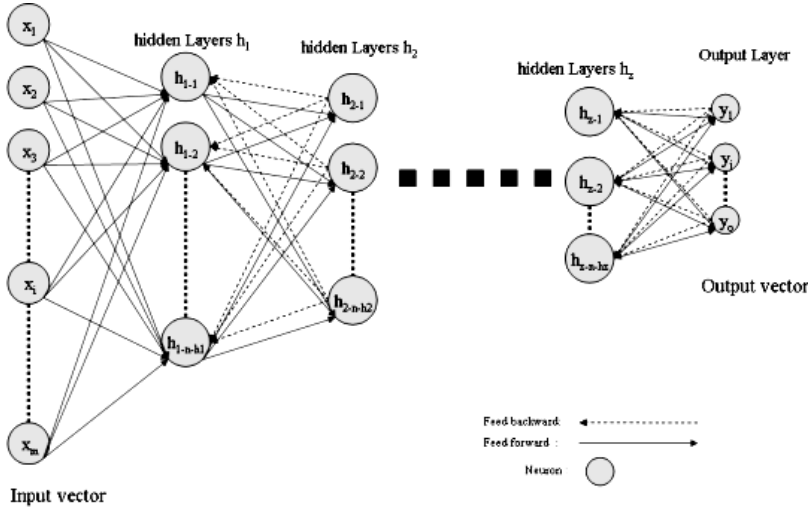 hidden Layers h1
hidden Layers h2
hidden Layers hz
Output Layer
x1
x2
x3
xi
xm
h1-1
h1-2
h1-n-h1
h2-1
h2-2
h2-n-h2
hz-1
hz-2
hz-n-hz
y1
yi
yo
Output vector
Input vector
Feed backward:
Feed forward :
Neuron